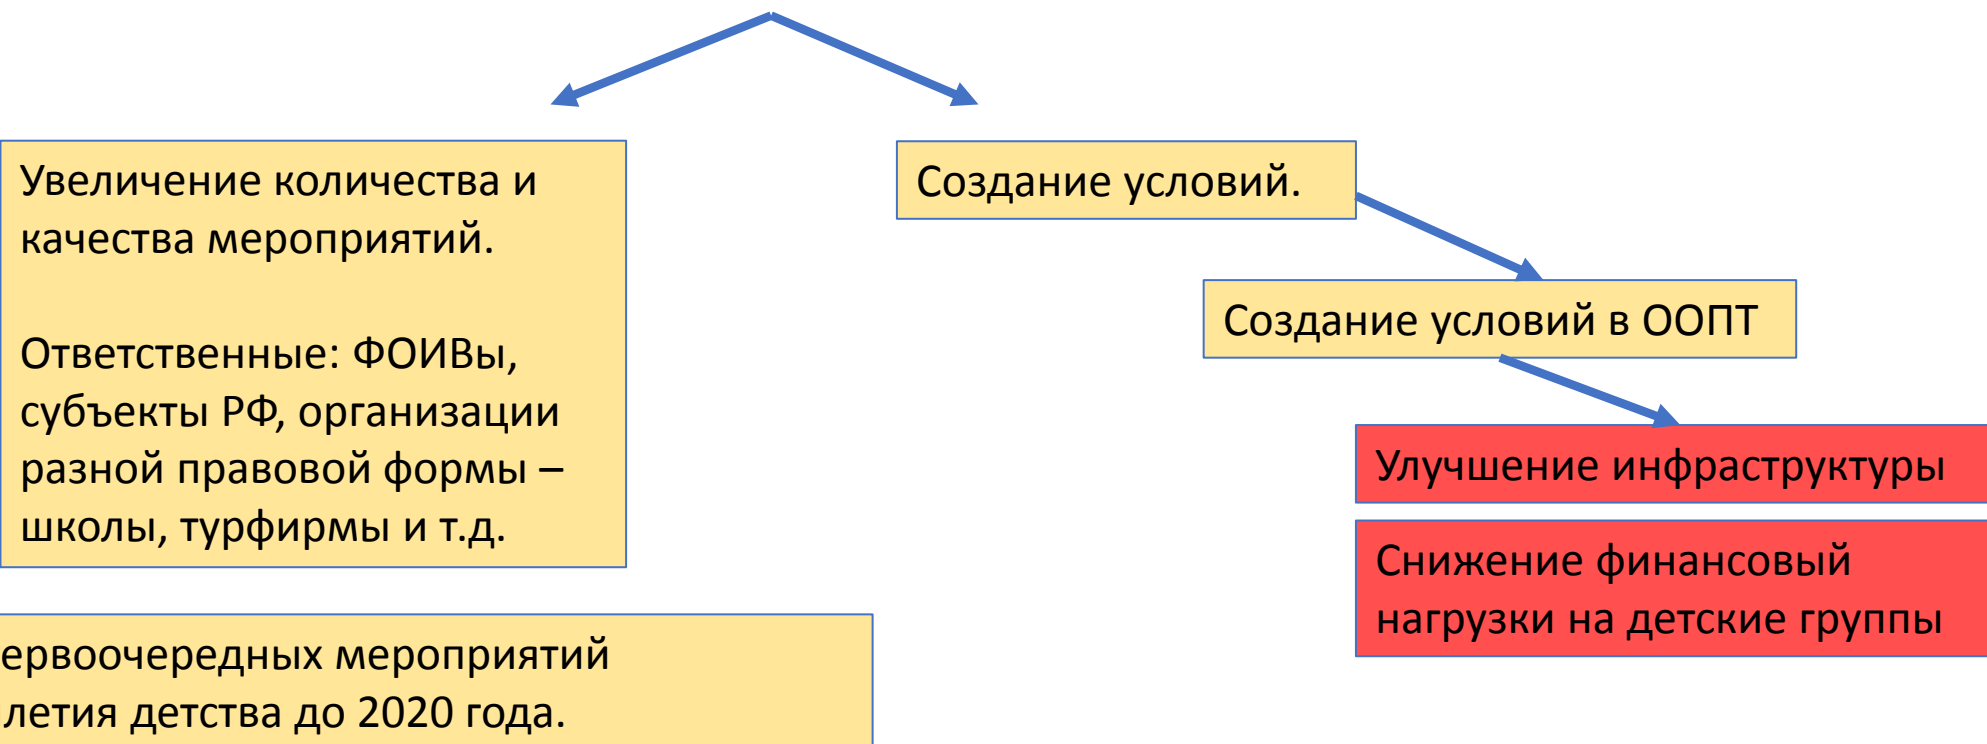 Увеличение количества и
качества мероприятий.
Ответственные: ФОИВы,
субъекты РФ, организации
разной правовой формы –
школы, турфирмы и т.д.
Создание условий.
Создание условий в ООПТ
Улучшение инфраструктуры
Снижение финансовый
нагрузки на детские группы
ервоочередных мероприятий
летия детства до 2020 года.